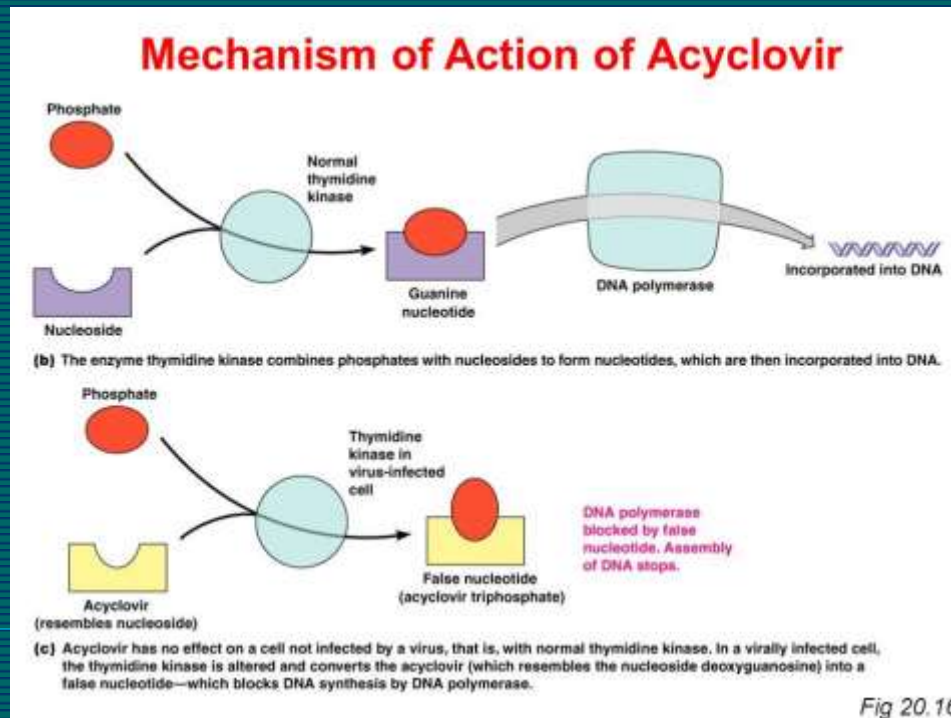 Mechanism of Action of Acyclovir
Phosphate
Normal
thymidine
kinase
Nucleoside
Guanine
nucleotide
DNA polymerase
Incorporated into DNA
(b) The enzyme thymidine kinase combines phosphates with nucleosides to form nucleotides, which are then incorporated into DNA.
Phosphate
Thymidine
kinase in
virus-infected
cell
Acyclovir
(resembles nucleoside)
False nucleotide
(acyclovir triphosphate)
DNA polymerase
blocked by false
nucleotide. Assembly
of DNA stops.
(c) Acyclovir has no effect on a cell not infected by a virus, that is, with normal thymidine kinase. In a virally infected cell,
the thymidine kinase is altered and converts the acyclovir (which resembles the nucleoside deoxyguanosine) into a
false nucleotide—which blocks DNA synthesis by DNA polymerase.
Fig